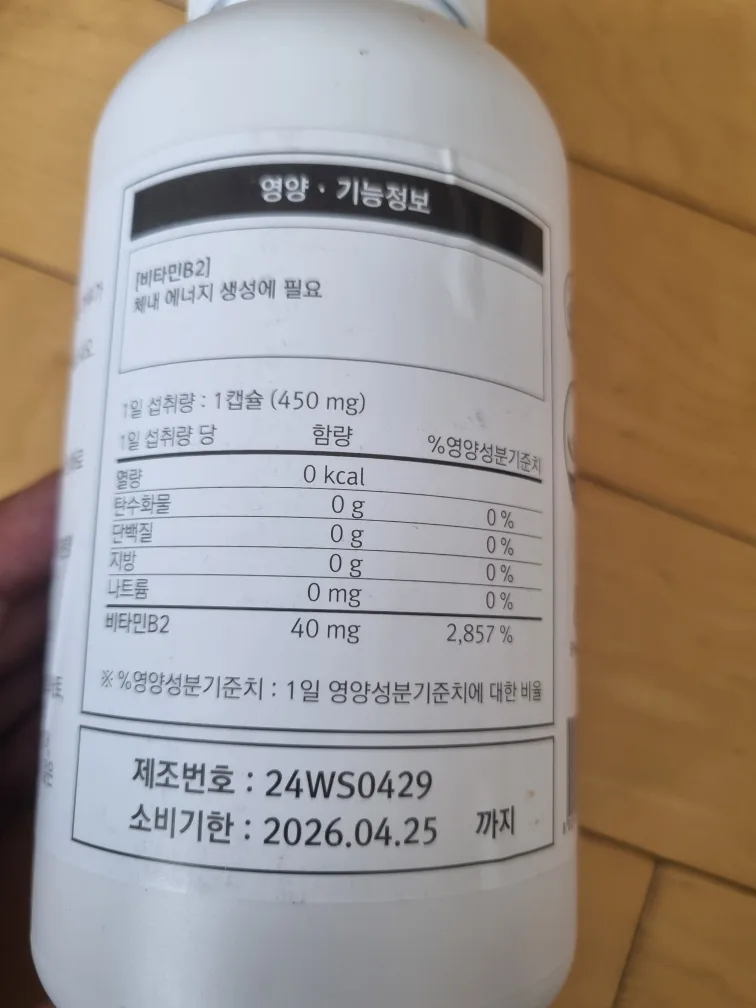 영양 · 기능정보
[비타민B2]
체내 에너지 생성에 필요
1일 섭취량 : 1캡슐 (450 mg)
1일 섭취량 당 함량 %영양성분기준치
열량 0 kcal
탄수화물 0 g 0 %
단백질 0 g 0 %
지방 0 g 0 %
나트륨 0 mg 0 %
비타민B2 40 mg 2,857 %
※ %영양성분기준치 : 1일 영양성분기준치에 대한 비율
제조번호 : 24WS0429
소비기한 : 2026.04.25 까지